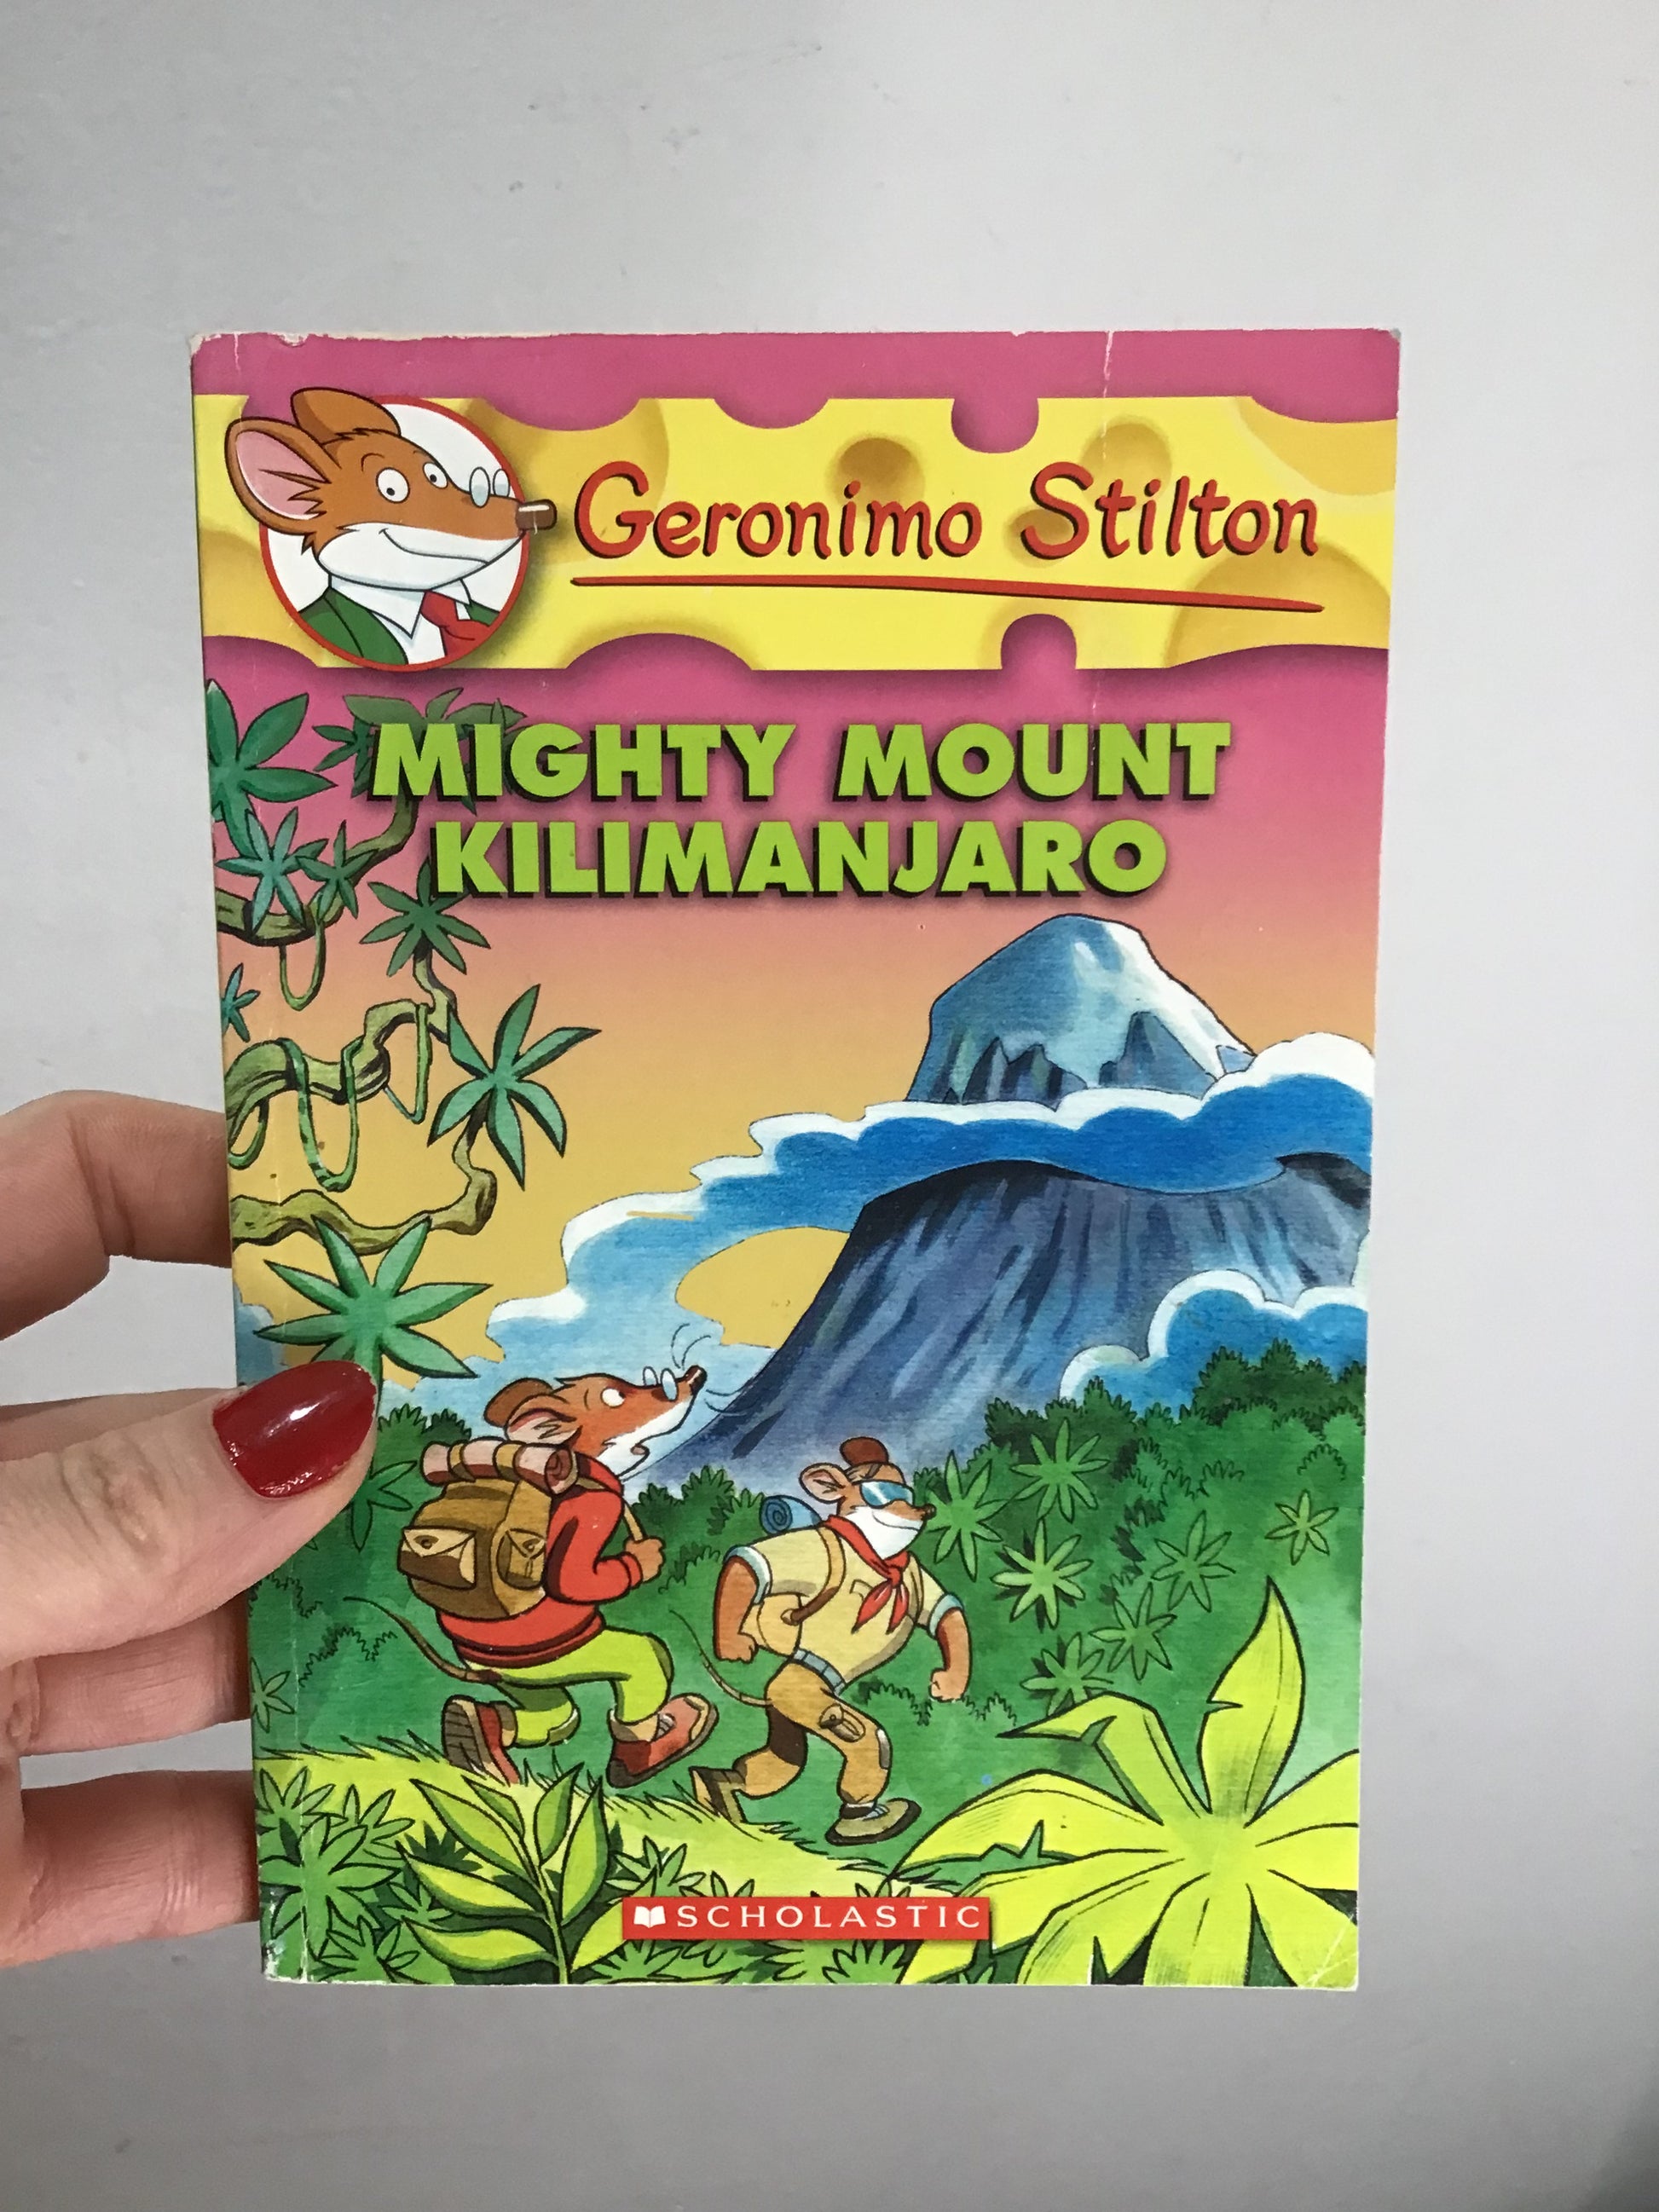 Geronimo Stilton
MIGHTY MOUNT
KILIMANJARO
SCHOLASTIC